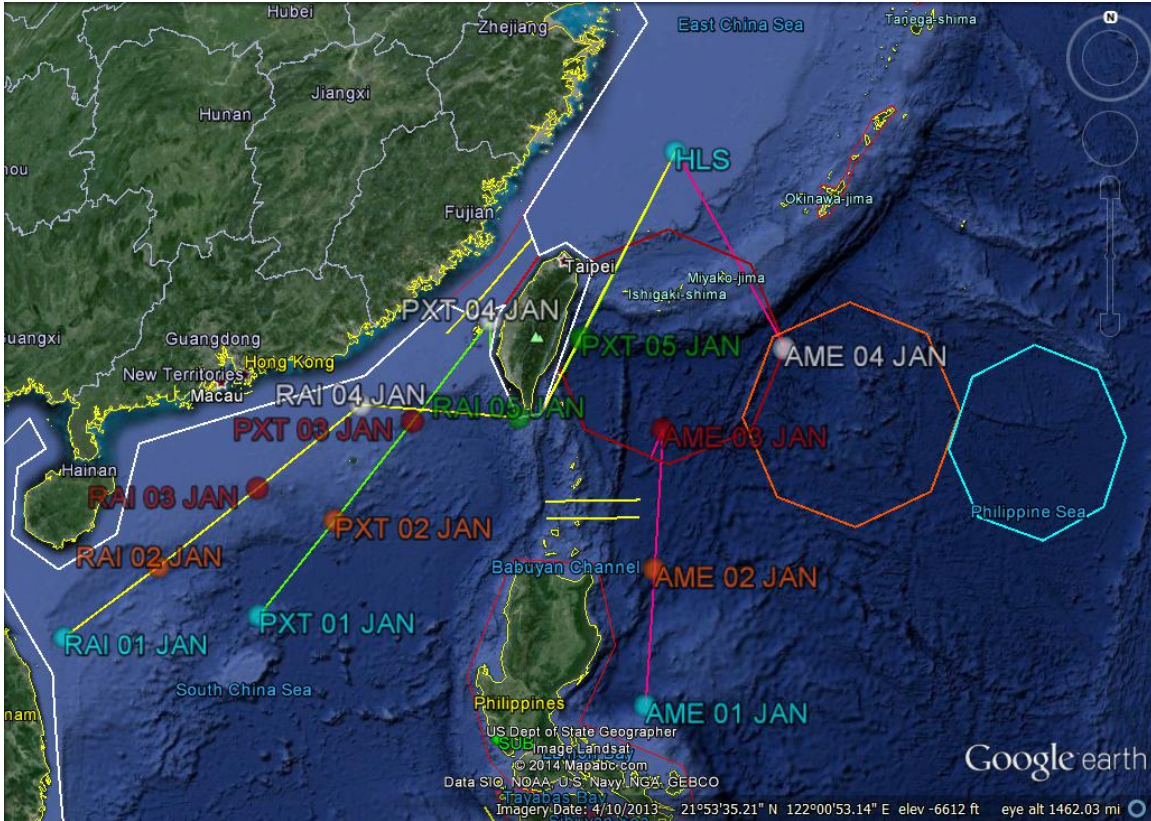 Hubei
Zhejiang
East China Sea
Tanega-shima
N
Jiangxi
Hunan
HLS
Okinawa-jima
Fujian
Taipei
Miyako-jima
Ishigaki-shima
PXT 04 JAN
Guangdong
Hong Kong
PXT 05 JAN
AME 04 JAN
New Territories
Macau
RAI 04 JAN
RAI 05 JAN
PXT 03 JAN
AME 03 JAN
Hainan
RAI 03 JAN
Philippine Sea
PXT 02 JAN
RAI 02 JAN
Babuyan Channel
AME 02 JAN
PXT 01 JAN
RAI 01 JAN
South China Sea
Philippines
AME 01 JAN
nam
US Dept of State Geographer
SUB
Image Landsat
Lamon Bay
© 2014 Mapabc.com
Google earth
Data SIO, NOAA, U.S. Navy, NGA, GEBCO
Tayabas Bay
Imagery Date: 4/10/2013 21°53'35.21" N 122°00'53.14" E elev -6612 ft eye alt 1462.03 mi